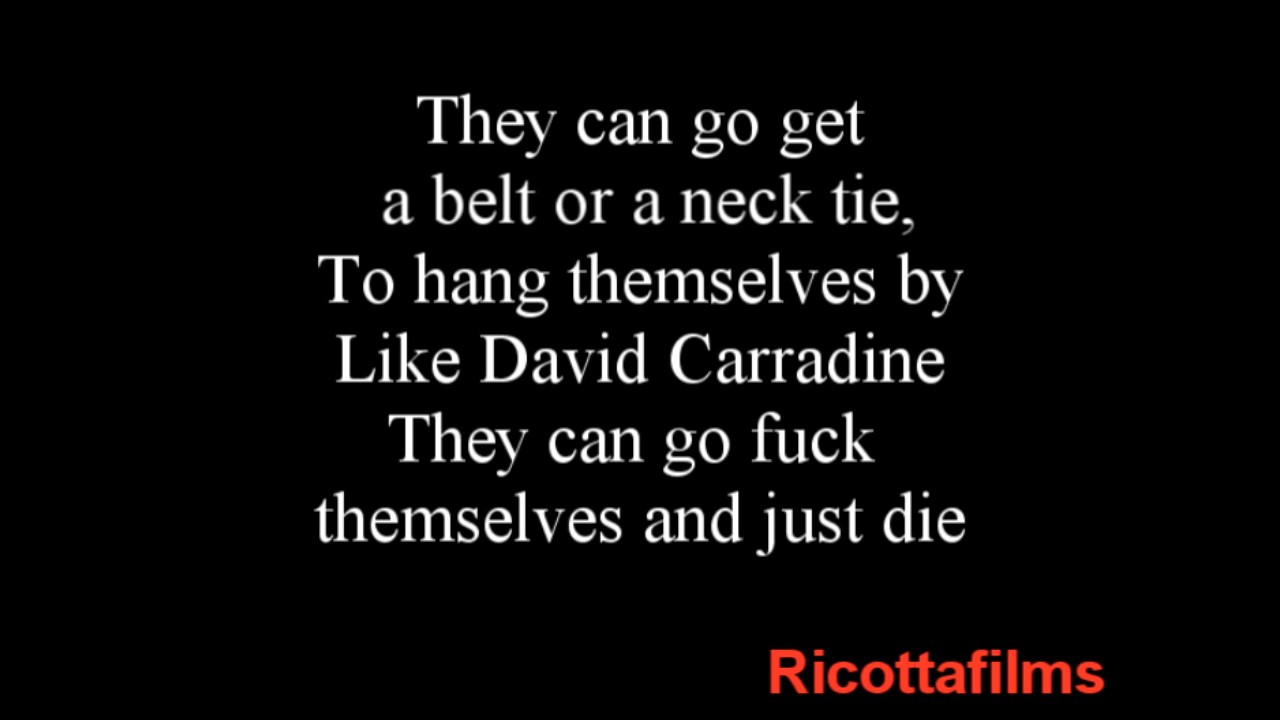 They can go get
a belt or a neck tie,
To hang themselves by
Like David Carradine
They can go fuck
themselves and just die
Ricottafilms